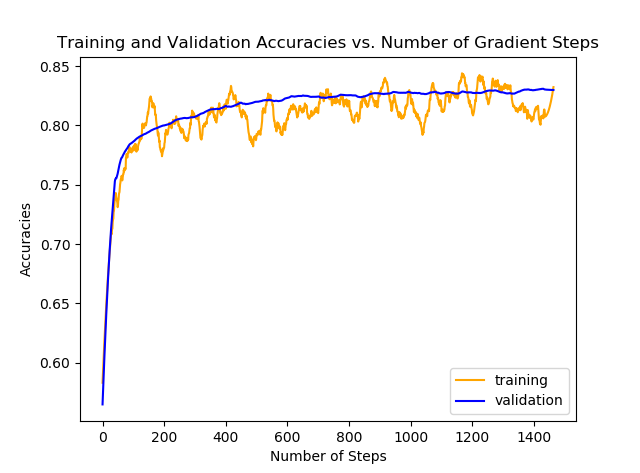 Training and Validation Accuracies vs. Number of Gradient Steps
0.85
0.80
0.75
0.70
0.65
0.60
Accuracies
0 200 400 600 800 1000 1200 1400
Number of Steps
training
validation